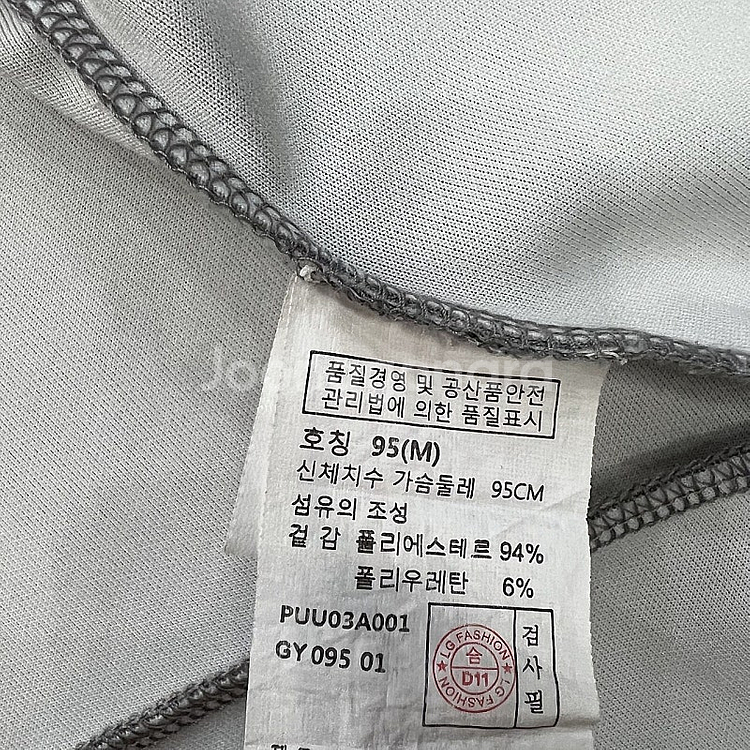 품질경영 및 공산품안전
관리법에 의한 품질표시
호칭 95(M)
신체치수 가슴둘레 95CM
섬유의 조성
겉 감 폴리에스테르 94%
폴리우레탄 6%
PUU03A001
GY 095 01
LG FASHION
D11
LG FASHION
검사필